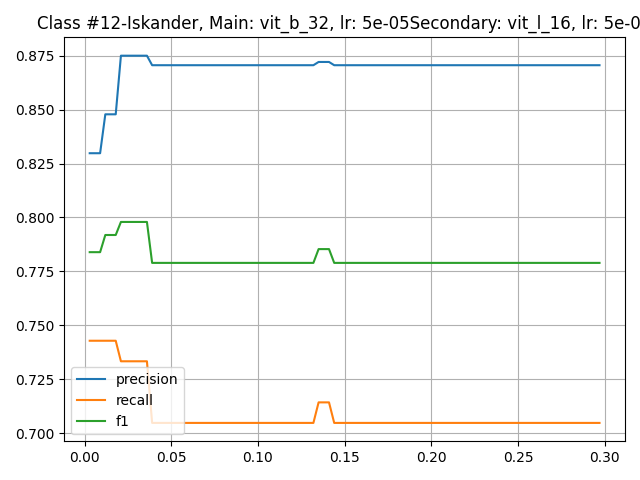 Class #12-Iskander, Main: vit_b_32, lr: 5e-05Secondary: vit_l_16, lr: 5e-0
0.875
0.850
0.825
0.800
0.775
0.750
0.725
0.700
precision
recall
f1
0.00 0.05 0.10 0.15 0.20 0.25 0.30